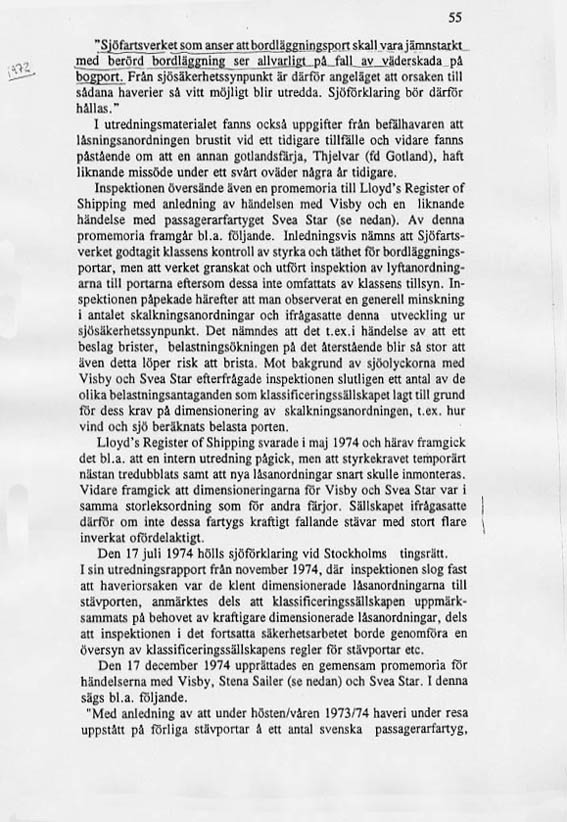 55
"Sjöfartsverket som anser att bordläggningsport skall vara jämnstarkt
med berörd bordläggning ser allvarligt på fall av väderskada på
1972
bogport. Från sjösäkerhetssynpunkt är därför angeläget att orsaken till
sådana haverier så vitt möjligt blir utredda. Sjöförklaring bör därför
hållas."
I utredningsmaterialet fanns också uppgifter från befälhavaren att
låsningsanordningen brustit vid ett tidigare tillfälle och vidare fanns
påstående om att en annan gotlandsfärja, Thjelvar (fd Gotland), haft
liknande missöde under ett svårt oväder några år tidigare.
Inspektionen översände även en promemoria till Lloyd's Register of
Shipping med anledning av händelsen med Visby och en liknande
händelse med passagerarfartyget Svea Star (se nedan). Av denna
promemoria framgår bl.a. följande. Inledningsvis nämns att Sjöfarts-
verket godtagit klassens kontroll av styrka och täthet för bordläggnings-
portar, men att verket granskat och utfört inspektion av lyftanordning-
arna till portarna eftersom dessa inte omfattats av klassens tillsyn. In-
spektionen påpekade härefter att man observerat en generell minskning
i antalet skalkningsanordningar och ifrågasatte denna utveckling ur
sjösäkerhetssynpunkt. Det nämndes att det t.ex.i händelse av att ett
beslag brister, belastningsökningen på det återstående blir så stor att
även detta löper risk att brista. Mot bakgrund av sjöolyckorna med
Visby och Svea Star efterfrågade inspektionen slutligen ett antal av de
olika belastningsantaganden som klassificeringssällskapet lagt till grund
för dess krav på dimensionering av skalkningsanordningen, t.ex. hur
vind och sjö beräknats belasta porten.
Lloyd's Register of Shipping svarade i maj 1974 och härav framgick
det bl.a. att en intern utredning pågick, men att styrkekravet temporärt
nästan tredubblats samt att nya låsanordningar snart skulle inmonteras.
Vidare framgick att dimensioneringarna för Visby och Svea Star var i
samma storleksordning som för andra färjor. Sällskapet ifrågasatte
därför om inte dessa fartygs kraftigt fallande stävar med stort flare
inverkat ofördelaktigt.
Den 17 juli 1974 hölls sjöförklaring vid Stockholms tingsrätt.
I sin utredningsrapport från november 1974, där inspektionen slog fast
att haveriorsaken var de klent dimensionerade låsanordningarna till
stävporten, anmärktes dels att klassificeringssällskapen uppmärk-
sammats på behovet av kraftigare dimensionerade låsanordningar, dels
att inspektionen i det fortsatta säkerhetsarbetet borde genomföra en
översyn av klassificeringssällskapens regler för stävportar etc.
Den 17 december 1974 upprättades en gemensam promemoria för
händelserna med Visby, Stena Sailer (se nedan) och Svea Star. I denna
sägs bl.a. följande.
"Med anledning av att under hösten/våren 1973/74 haveri under resa
uppstått på förliga stävportar å ett antal svenska passagerarfartyg,